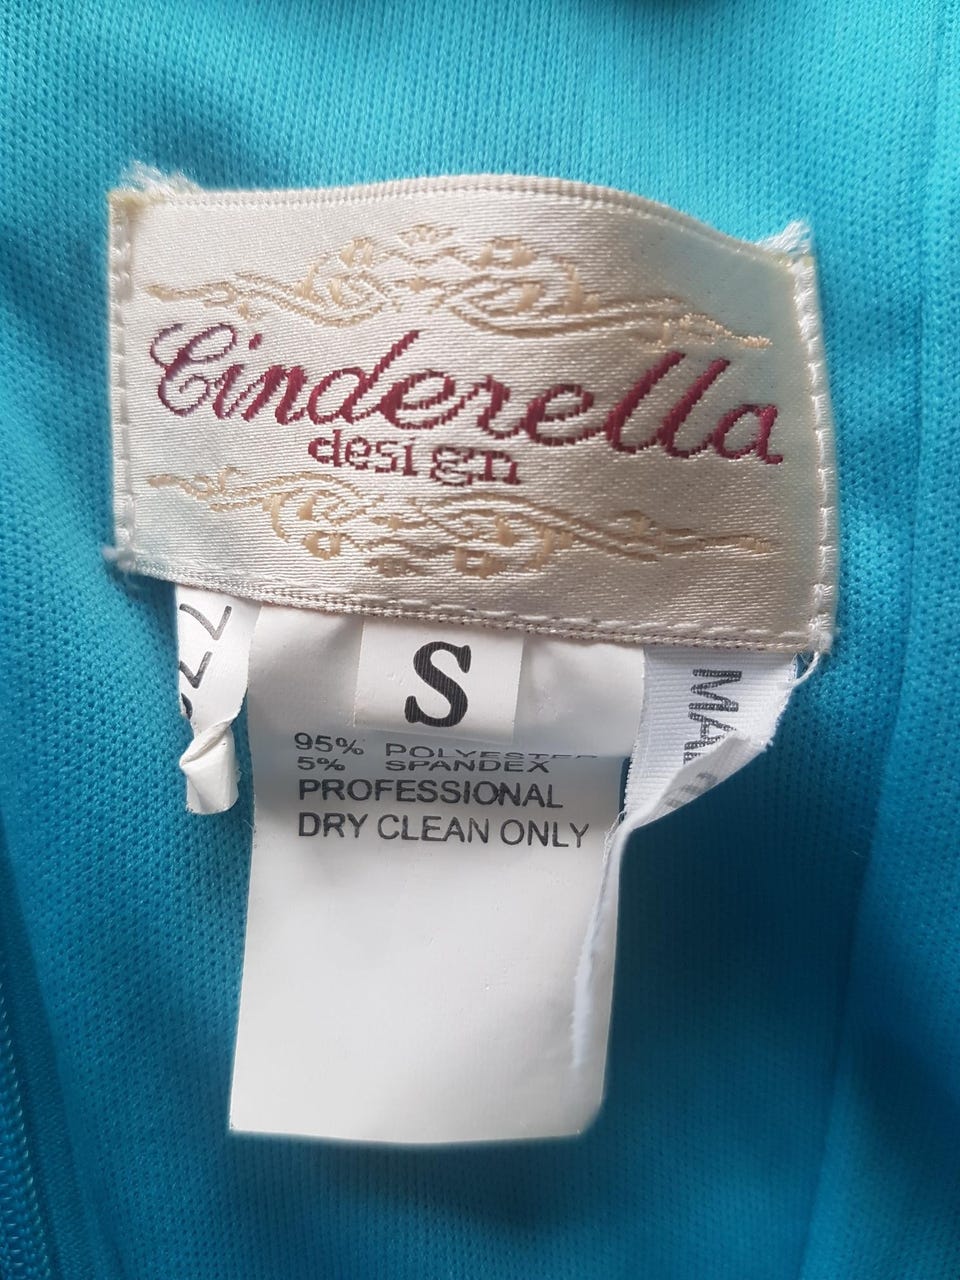 Cinderella
design
S
95% POLYESTER
5% SPANDEX
PROFESSIONAL
DRY CLEAN ONLY